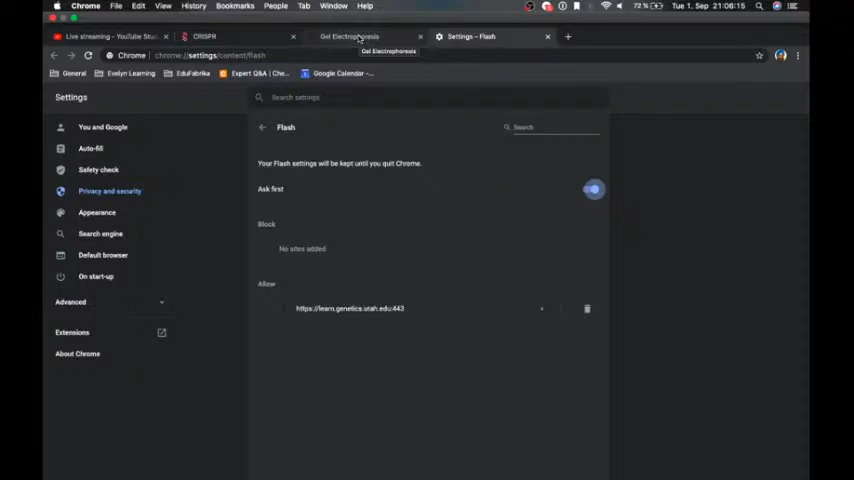 Chrome File Edit View History Bookmarks People Tab Window Help 72 % Tue 1. Sep 21:06:15
Live streaming - YouTube Stu CRISPR Gel Electrophoresis Settings – Flash
Gel Electrophoresis
Chrome chrome://settings/content/flash
General Evelyn Learning EduFabrika Expert Q&A | Che... Google Calendar -...
Settings
Search settings
You and Google
Auto-fill
Safety check
Privacy and security
Appearance
Search engine
Default browser
On start-up
Advanced
Extensions
About Chrome
Flash
Search
Your Flash settings will be kept until you quit Chrome.
Ask first
Block
No sites added
Allow
https://learn.genetics.utah.edu:443